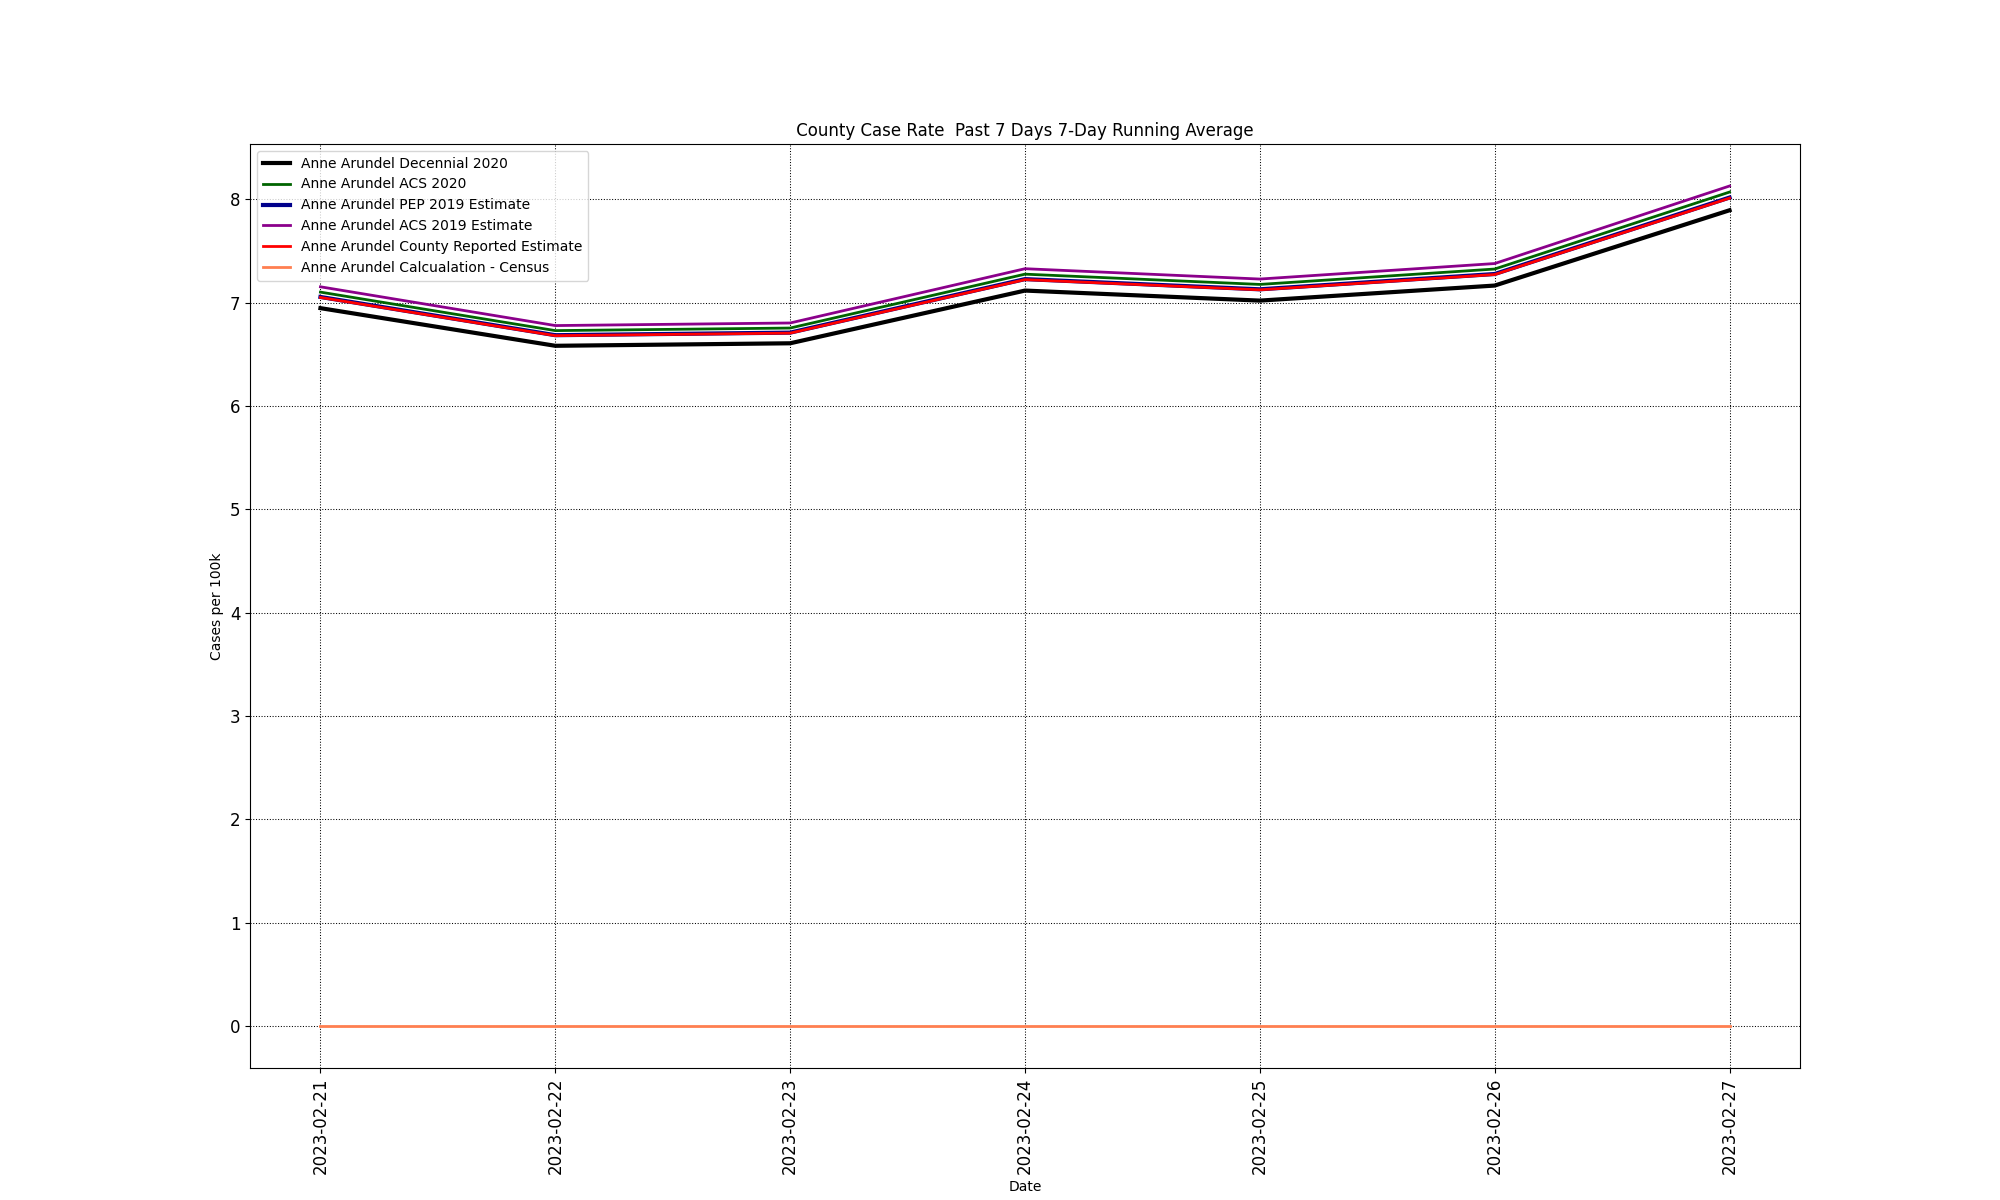 County Case Rate  Past 7 Days 7-Day Running Average
Anne Arundel Decennial 2020
Anne Arundel ACS 2020
Anne Arundel PEP 2019 Estimate
Anne Arundel ACS 2019 Estimate
Anne Arundel County Reported Estimate
Anne Arundel Calcualation - Census
8
7
6
5
4
3
2
1
0
Cases per 100k
2023-02-21
2023-02-22
2023-02-23
2023-02-24
2023-02-25
2023-02-26
2023-02-27
Date